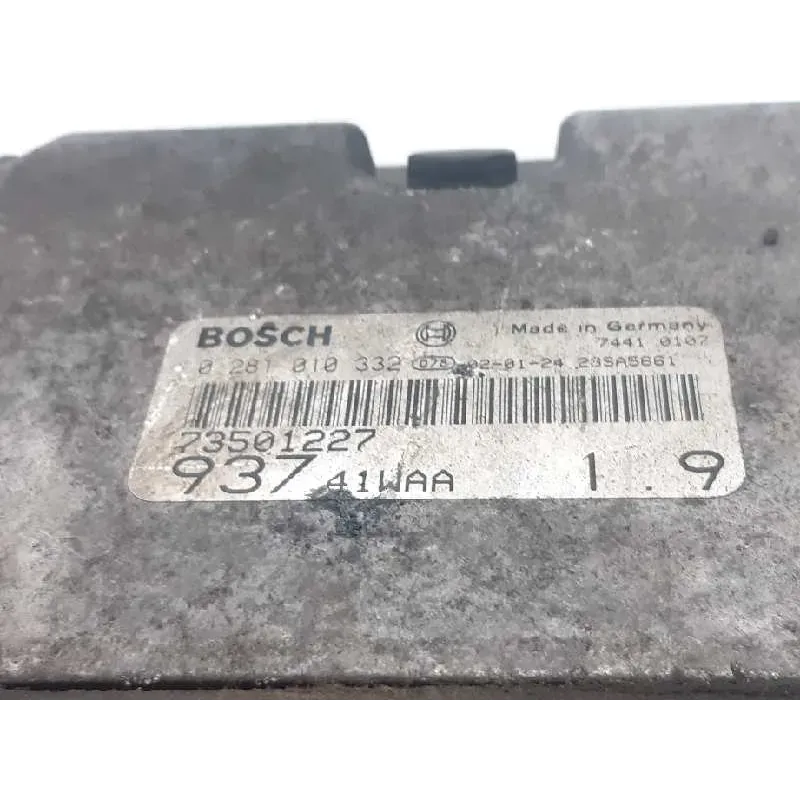 BOSCH Made in Germany
7441 0107
0 281 010 332 078 02-01-24 23SA5661
73501227
937 41WAA 1.9